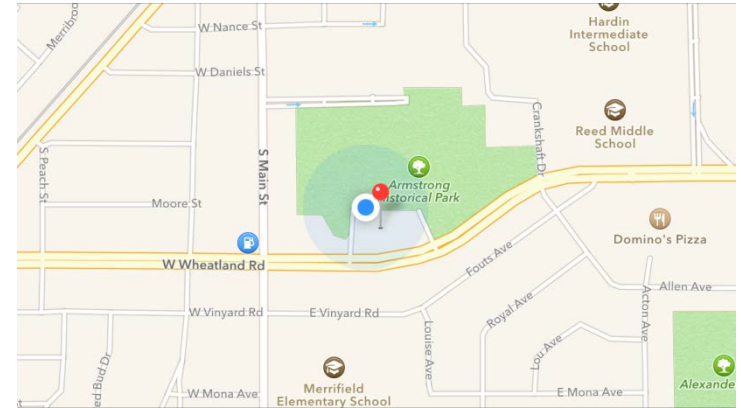 Merribroo
W Nance St
W Daniels St
S Peach St
Moore St
S Main St
W Wheatland Rd
Armstrong
Historical Park
Crankshaft Dr
Hardin
Intermediate
School
Reed Middle
School
Domino's Pizza
Fouts Ave
Royal Ave
Allen Ave
Acton Ave
W Vinyard Rd
E Vinyard Rd
Louise Ave
Lou Ave
pe Bud Dr
W Mona Ave
Merrifield
Elementary School
E Mona Ave
Alexande